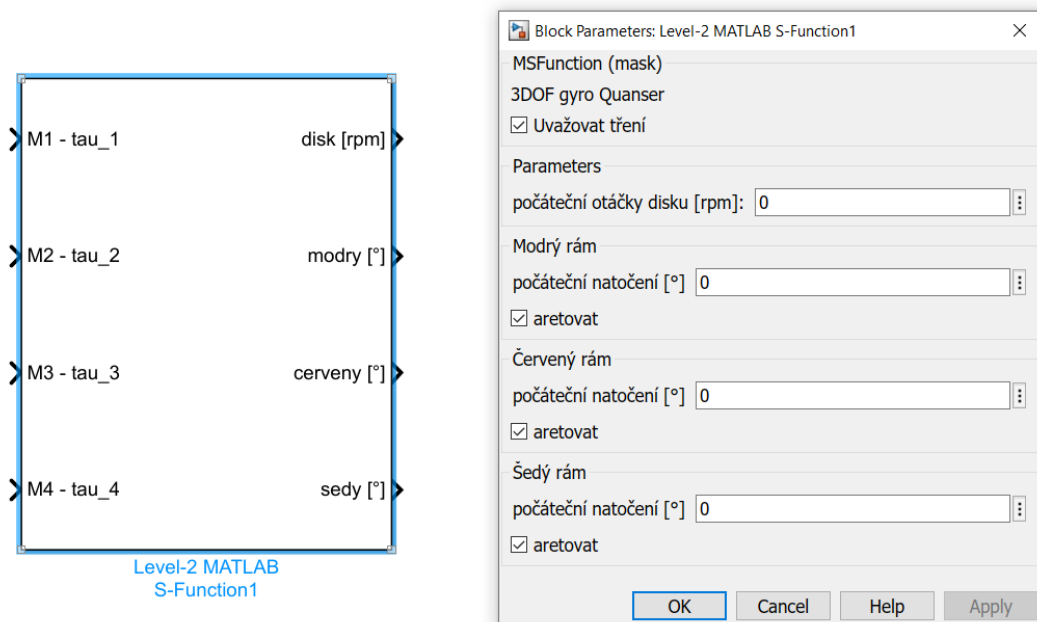 M1 - tau_1
disk [rpm]
M2 - tau_2
modry [°]
M3 - tau_3
cerveny [°]
M4 - tau_4
sedy [°]
Level-2 MATLAB
S-Function1
Block Parameters: Level-2 MATLAB S-Function1
MSFunction (mask)
3DOF gyro Quanser
Uvažovat tření
Parameters
počáteční otáčky disku [rpm]: 0
Modrý rám
počáteční natočení [°] 0
aretovat
Červený rám
počáteční natočení [°] 0
aretovat
Šedý rám
počáteční natočení [°] 0
aretovat
OK Cancel Help Apply